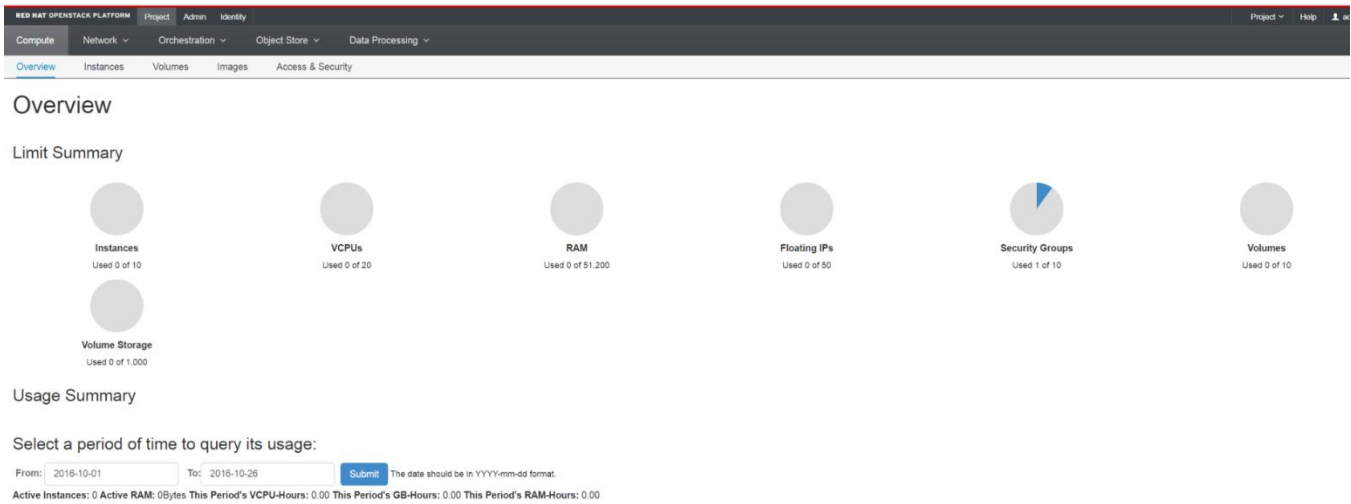 RED HAT OPENSTACK PLATFORM Project Admin Identity Project Help
Compute Network Orchestration Object Store Data Processing
Overview Instances Volumes Images Access & Security
Overview
Limit Summary
Instances VCPUs RAM Floating IPs Security Groups Volumes
Used 0 of 10 Used 0 of 20 Used 0 of 51,200 Used 0 of 50 Used 1 of 10 Used 0 of 10
Volume Storage
Used 0 of 1,000
Usage Summary
Select a period of time to query its usage:
From: 2016-10-01 To: 2016-10-26 Submit The date should be in YYYY-mm-dd format.
Active Instances: 0 Active RAM: 0Bytes This Period's VCPU-Hours: 0.00 This Period's GB-Hours: 0.00 This Period's RAM-Hours: 0.00